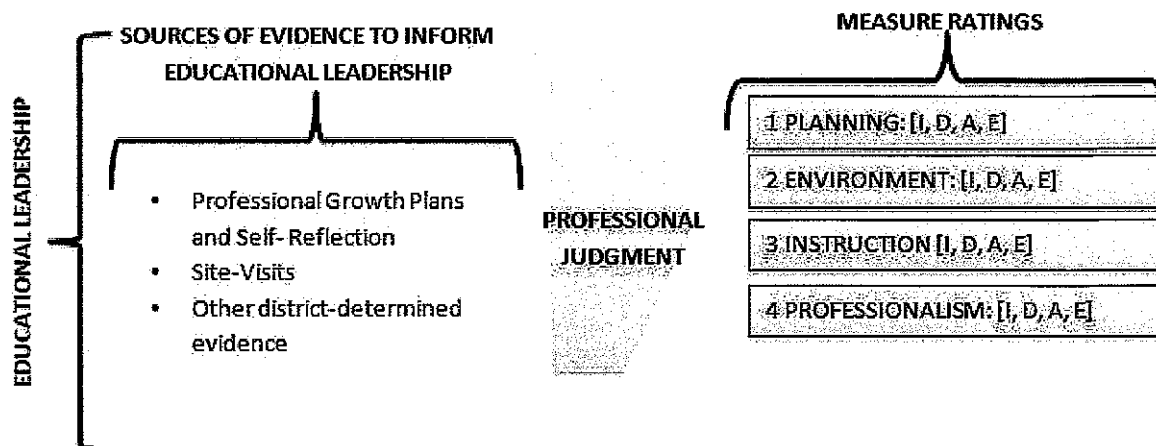 EDUCATIONAL LEADERSHIP
SOURCES OF EVIDENCE TO INFORM
EDUCATIONAL LEADERSHIP
• Professional Growth Plans
and Self- Reflection
• Site-Visits
• Other district-determined
evidence
PROFESSIONAL
JUDGMENT
MEASURE RATINGS
1 PLANNING: [I, D, A, E]
2 ENVIRONMENT: [I, D, A, E]
3 INSTRUCTION [I, D, A, E]
4 PROFESSIONALISM: [I, D, A, E]